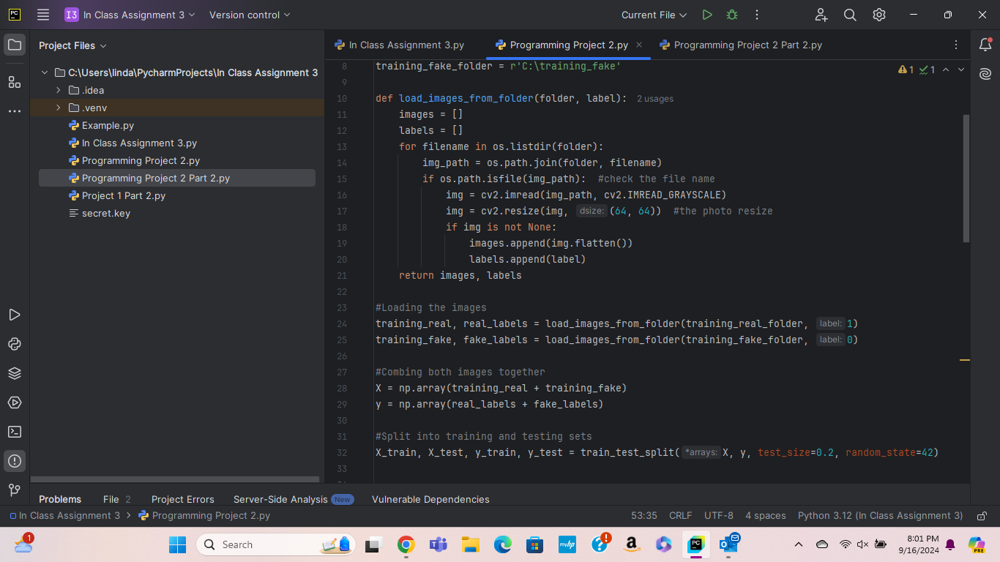 PC
I3 In Class Assignment 3 Version control Current File
Project Files
In Class Assignment 3.py Programming Project 2.py Programming Project 2 Part 2.py
C:\Users\linda\PycharmProjects\In Class Assignment 3
.idea
.venv
Example.py
In Class Assignment 3.py
Programming Project 2.py
Programming Project 2 Part 2.py
Project 1 Part 2.py
secret.key
1 1
8 training_fake_folder = r'C:\training_fake'
9
10 def load_images_from_folder(folder, label): 2 usages
11 images = []
12 labels = []
13 for filename in os.listdir(folder):
14 img_path = os.path.join(folder, filename)
15 if os.path.isfile(img_path): #check the file name
16 img = cv2.imread(img_path, cv2.IMREAD_GRAYSCALE)
17 img = cv2.resize(img, dsize: (64, 64)) #the photo resize
18 if img is not None:
19 images.append(img.flatten())
20 labels.append(label)
21 return images, labels
22
23 #Loading the images
24 training_real, real_labels = load_images_from_folder(training_real_folder, label: 1)
25 training_fake, fake_labels = load_images_from_folder(training_fake_folder, label: 0)
26
27 #Combing both images together
28 X = np.array(training_real + training_fake)
29 y = np.array(real_labels + fake_labels)
30
31 #Split into training and testing sets
32 X_train, X_test, y_train, y_test = train_test_split( *arrays: X, y, test_size=0.2, random_state=42)
33
Problems File 2 Project Errors Server-Side Analysis New Vulnerable Dependencies
In Class Assignment 3 > Programming Project 2.py 53:35 CRLF UTF-8 4 spaces Python 3.12 (In Class Assignment 3)
1 Search myhp a PC PRE
8:01 PM
9/16/2024